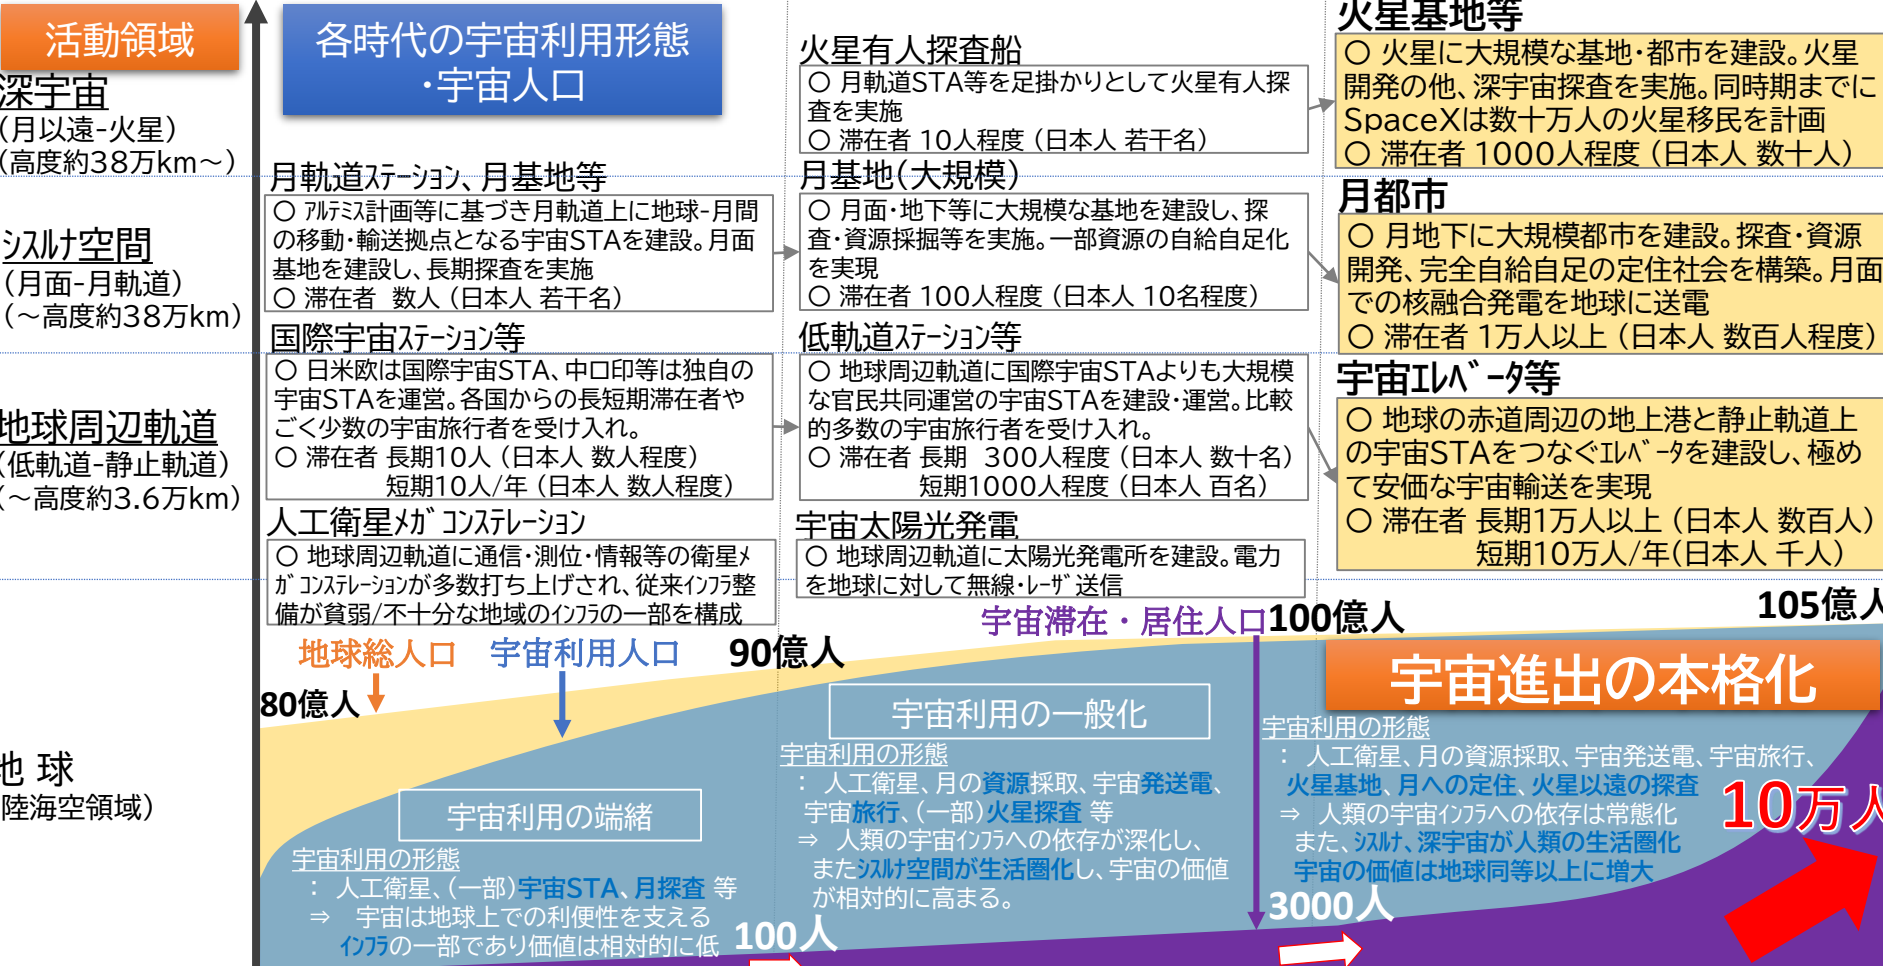 活動領域
各時代の宇宙利用形態
・宇宙人口
深宇宙
(月以遠-火星)
(高度約38万km～)
シスルナ空間
(月面-月軌道)
(～高度約38万km)
地球周辺軌道
(低軌道-静止軌道)
(～高度約3.6万km)
地 球
陸海空領域)
月軌道ステーション、月基地等
○ アルテミス計画等に基づき月軌道上に地球-月間
の移動・輸送拠点となる宇宙STAを建設。月面
基地を建設し、長期探査を実施
○ 滞在者 数人 (日本人 若干名)
国際宇宙ステーション等
○ 日米欧は国際宇宙STA、中ロ印等は独自の
宇宙STAを運営。各国からの長短期滞在者や
ごく少数の宇宙旅行者を受け入れ。
○ 滞在者 長期10人 (日本人 数人程度)
短期10人/年 (日本人 数人程度)
人工衛星メガコンステレーション
○ 地球周辺軌道に通信・測位・情報等の衛星メ
ガコンステレーションが多数打ち上げされ、従来インフラ整
備が貧弱/不十分な地域のインフラの一部を構成
火星有人探査船
○ 月軌道STA等を足掛かりとして火星有人探
査を実施
○ 滞在者 10人程度 (日本人 若干名)
月基地(大規模)
○ 月面・地下等に大規模な基地を建設し、探
査・資源採掘等を実施。一部資源の自給自足化
を実現
○ 滞在者 100人程度 (日本人 10名程度)
低軌道ステーション等
○ 地球周辺軌道に国際宇宙STAよりも大規模
な官民共同運営の宇宙STAを建設・運営。比較
的多数の宇宙旅行者を受け入れ。
○ 滞在者 長期 300人程度 (日本人 数十名)
短期1000人程度 (日本人 百名)
宇宙太陽光発電
○ 地球周辺軌道に太陽光発電所を建設。電力
を地球に対して無線・レーザ送信
火星基地等
○ 火星に大規模な基地・都市を建設。火星
開発の他、深宇宙探査を実施。同時期までに
SpaceXは数十万人の火星移民を計画
○ 滞在者 1000人程度 (日本人 数十人)
月都市
○ 月地下に大規模都市を建設。探査・資源
開発、完全自給自足の定住社会を構築。月面
での核融合発電を地球に送電
○ 滞在者 1万人以上 (日本人 数百人程度)
宇宙エレベータ等
○ 地球の赤道周辺の地上港と静止軌道上
の宇宙STAをつなぐエレベータを建設し、極め
て安価な宇宙輸送を実現
○ 滞在者 長期1万人以上 (日本人 数百人)
短期10万人/年(日本人 千人)
地球総人口
宇宙利用人口
宇宙滞在・居住人口
80億人
90億人
100億人
105億人
宇宙利用の端緒
宇宙利用の形態
： 人工衛星、(一部)宇宙STA、月探査 等
⇒ 宇宙は地球上での利便性を支える
インフラの一部であり価値は相対的に低
100人
宇宙利用の一般化
宇宙利用の形態
： 人工衛星、月の資源採取、宇宙発送電、
宇宙旅行、(一部)火星探査 等
⇒ 人類の宇宙インフラへの依存が深化し、
またシスルナ空間が生活圏化し、宇宙の価値
が相対的に高まる。
3000人
宇宙進出の本格化
宇宙利用の形態
： 人工衛星、月の資源採取、宇宙発送電、宇宙旅行、
火星基地、月への定住、火星以遠の探査
⇒ 人類の宇宙インフラへの依存は常態化
また、シスルナ、深宇宙が人類の生活圏化
宇宙の価値は地球同等以上に増大
10万人